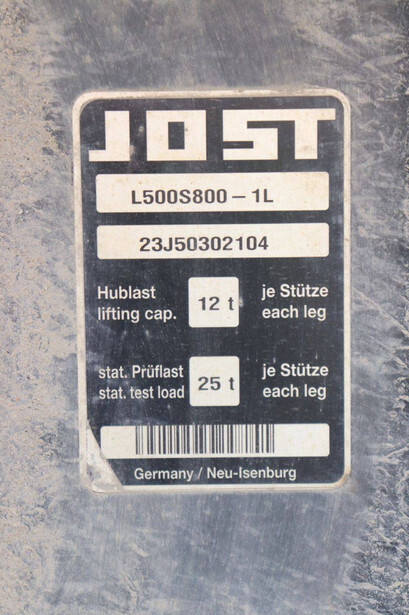 JOST
L500S800-1L
23J50302104
Hublast 12 t je Stütze
lifting cap. each leg
stat. Prüflast 25 t je Stütze
stat. test load each leg
Germany / Neu-Isenburg